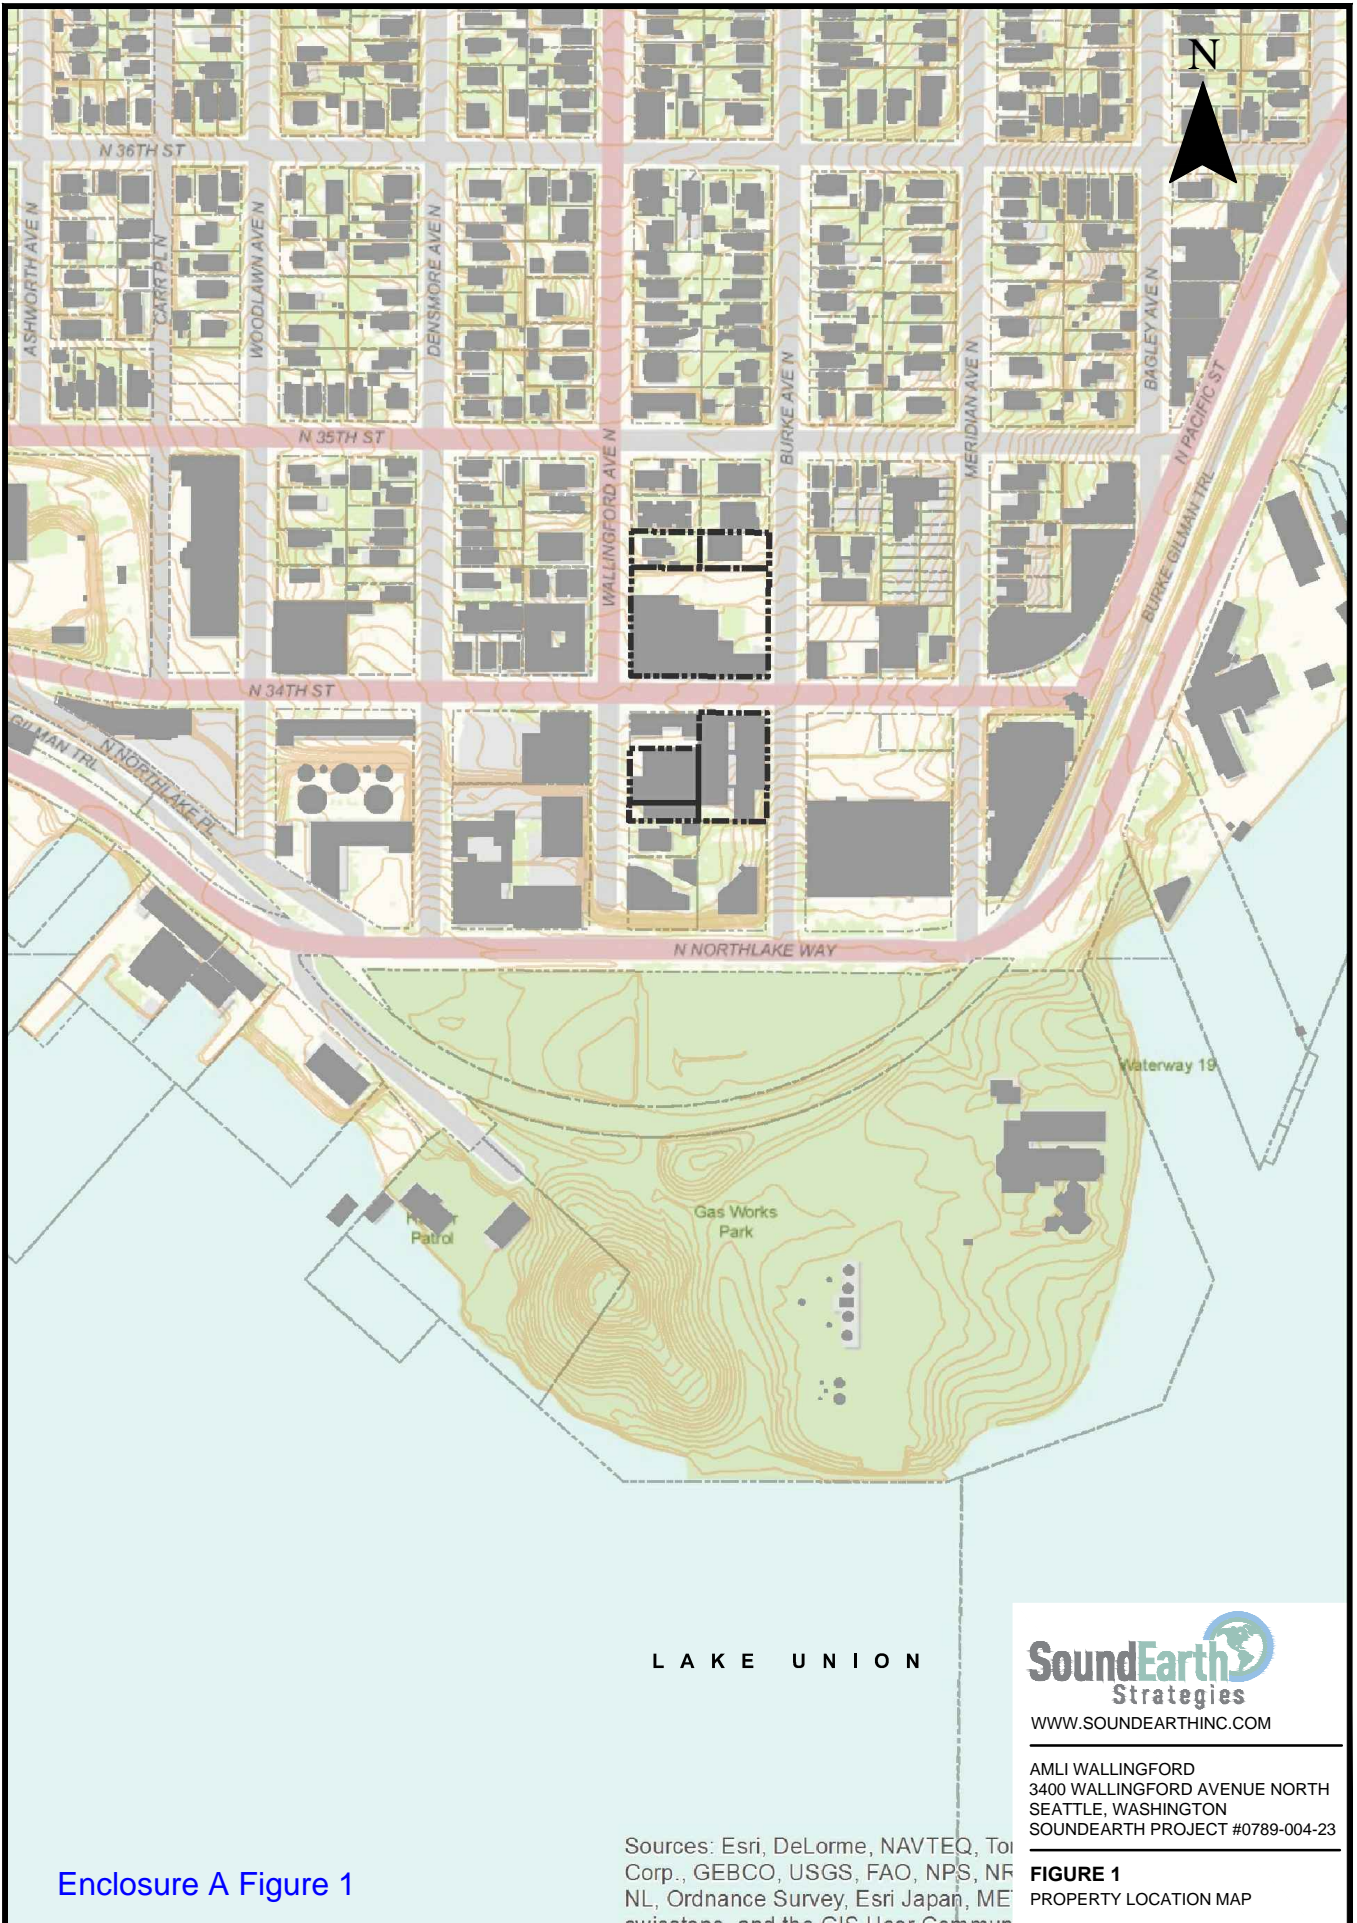 N
N 36TH ST
ASHWORTH AVE N
CARR PL N
WOODLAWN AVE N
DENSMORE AVE N
WALLINGFORD AVE N
BURKE AVE N
MERIDIAN AVE N
BAGLEY AVE N
N PACIFIC ST
BURKE GILMAN TRL
N 35TH ST
N 34TH ST
GILMAN TRL
N NORTHLAKE PL
N NORTHLAKE WAY
Waterway 19
Gas Works
Park
Patrol
LAKE UNION
SoundEarth
Strategies
WWW.SOUNDEARTHINC.COM
AMLI WALLINGFORD
3400 WALLINGFORD AVENUE NORTH
SEATTLE, WASHINGTON
SOUNDEARTH PROJECT #0789-004-23
FIGURE 1
PROPERTY LOCATION MAP
Sources: Esri, DeLorme, NAVTEQ,
Corp., GEBCO, USGS, FAO, NPS,
NL, Ordnance Survey, Esri Japan,
and the GIS User
Enclosure A Figure 1